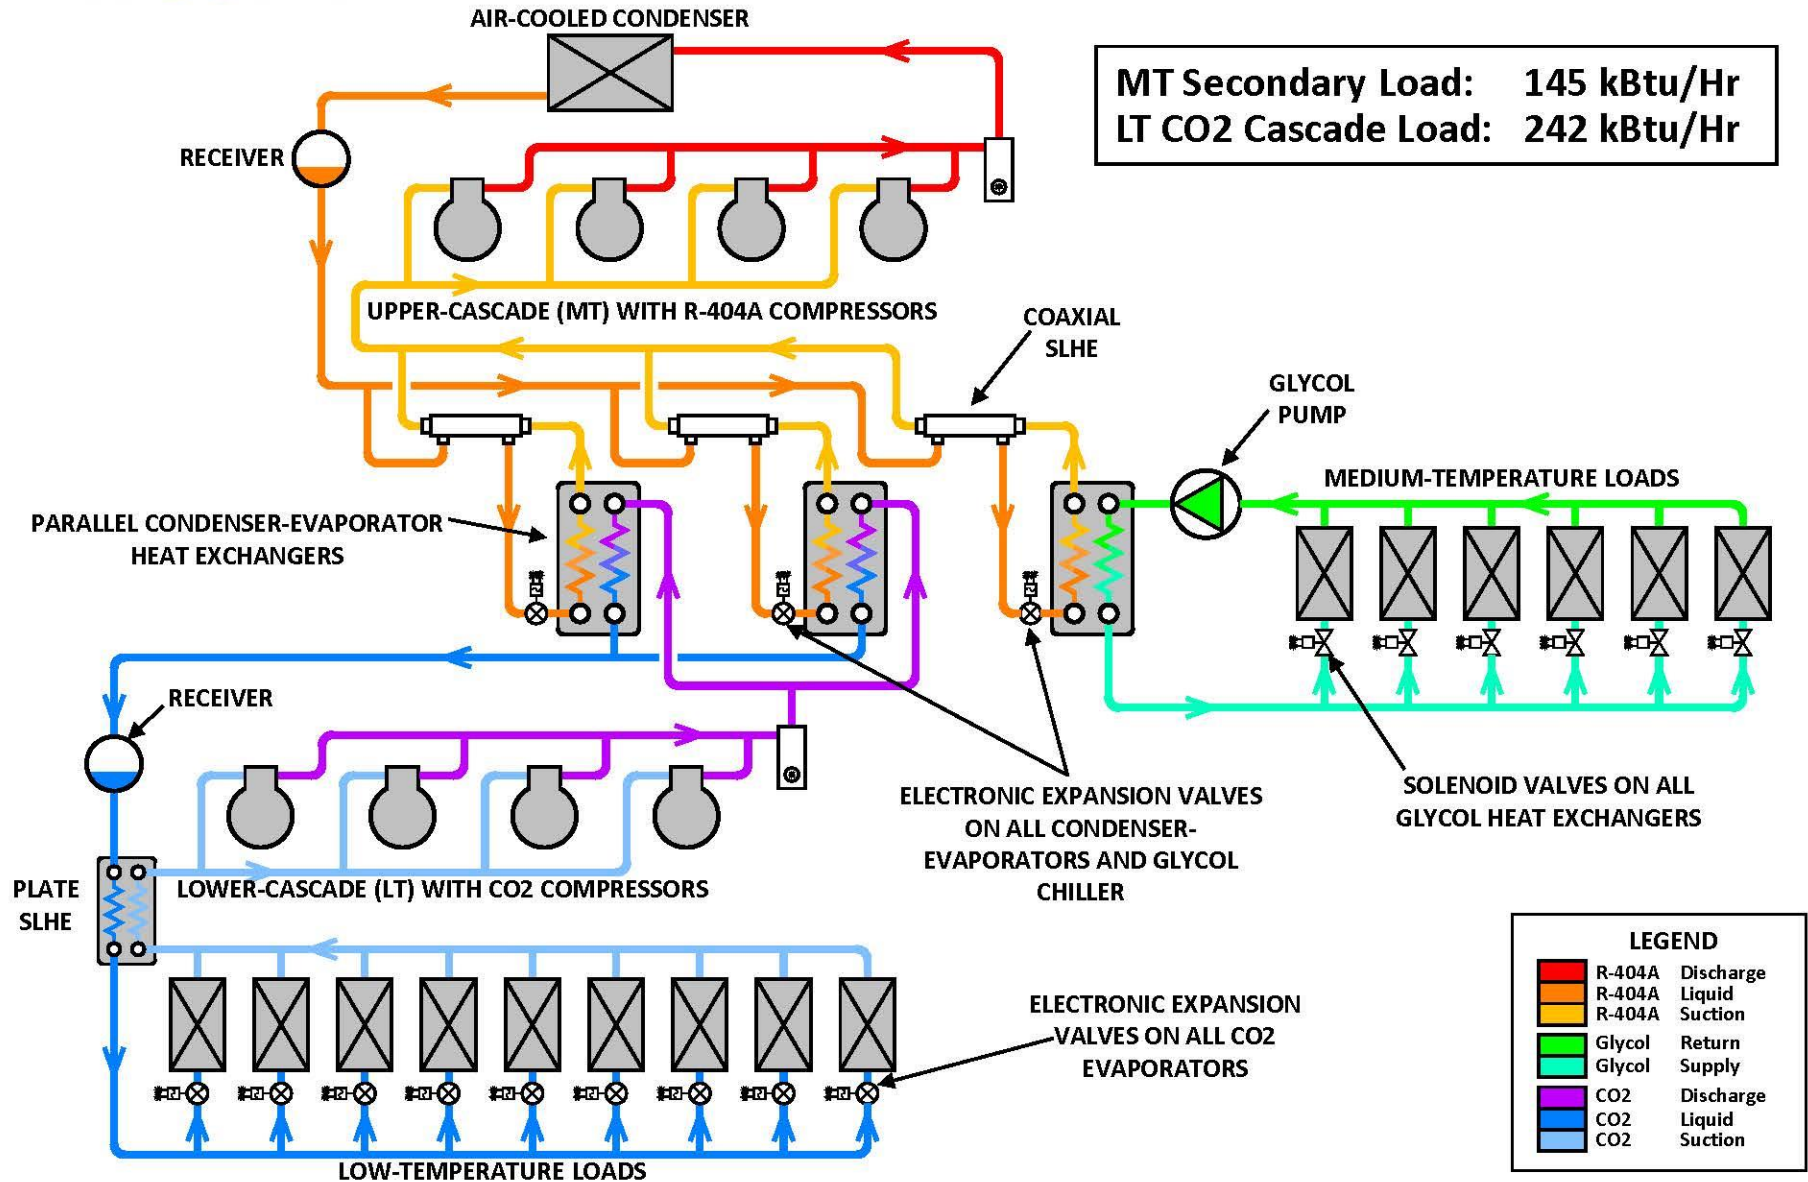 AIR-COOLED CONDENSER
MT Secondary Load: 145 kBtu/Hr
LT CO2 Cascade Load: 242 kBtu/Hr
RECEIVER
UPPER-CASCADE (MT) WITH R-404A COMPRESSORS
COAXIAL
SLHE
GLYCOL
PUMP
MEDIUM-TEMPERATURE LOADS
PARALLEL CONDENSER-EVAPORATOR
HEAT EXCHANGERS
RECEIVER
ELECTRONIC EXPANSION VALVES
ON ALL CONDENSER-
EVAPORATORS AND GLYCOL
CHILLER
SOLENOID VALVES ON ALL
GLYCOL HEAT EXCHANGERS
PLATE
SLHE
LOWER-CASCADE (LT) WITH CO2 COMPRESSORS
ELECTRONIC EXPANSION
VALVES ON ALL CO2
EVAPORATORS
LOW-TEMPERATURE LOADS
LEGEND
R-404A Discharge
R-404A Liquid
R-404A Suction
Glycol Return
Glycol Supply
CO2 Discharge
CO2 Liquid
CO2 Suction